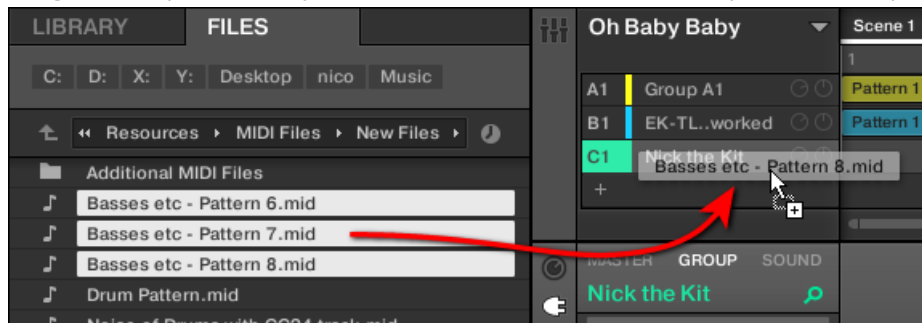 LIBRARY
FILES
C: D: X: Y: Desktop nico Music
Resources MIDI Files New Files
Additional MIDI Files
Basses etc - Pattern 6.mid
Basses etc - Pattern 7.mid
Basses etc - Pattern 8.mid
Drum Pattern.mid
Oh Baby Baby
Scene 1
1
A1 Group A1
Pattern 1
B1 EK-TL..worked
Pattern 1
C1 Nick the Kit
Basses etc - Pattern 8.mid
+
MASTER GROUP SOUND
Nick the Kit